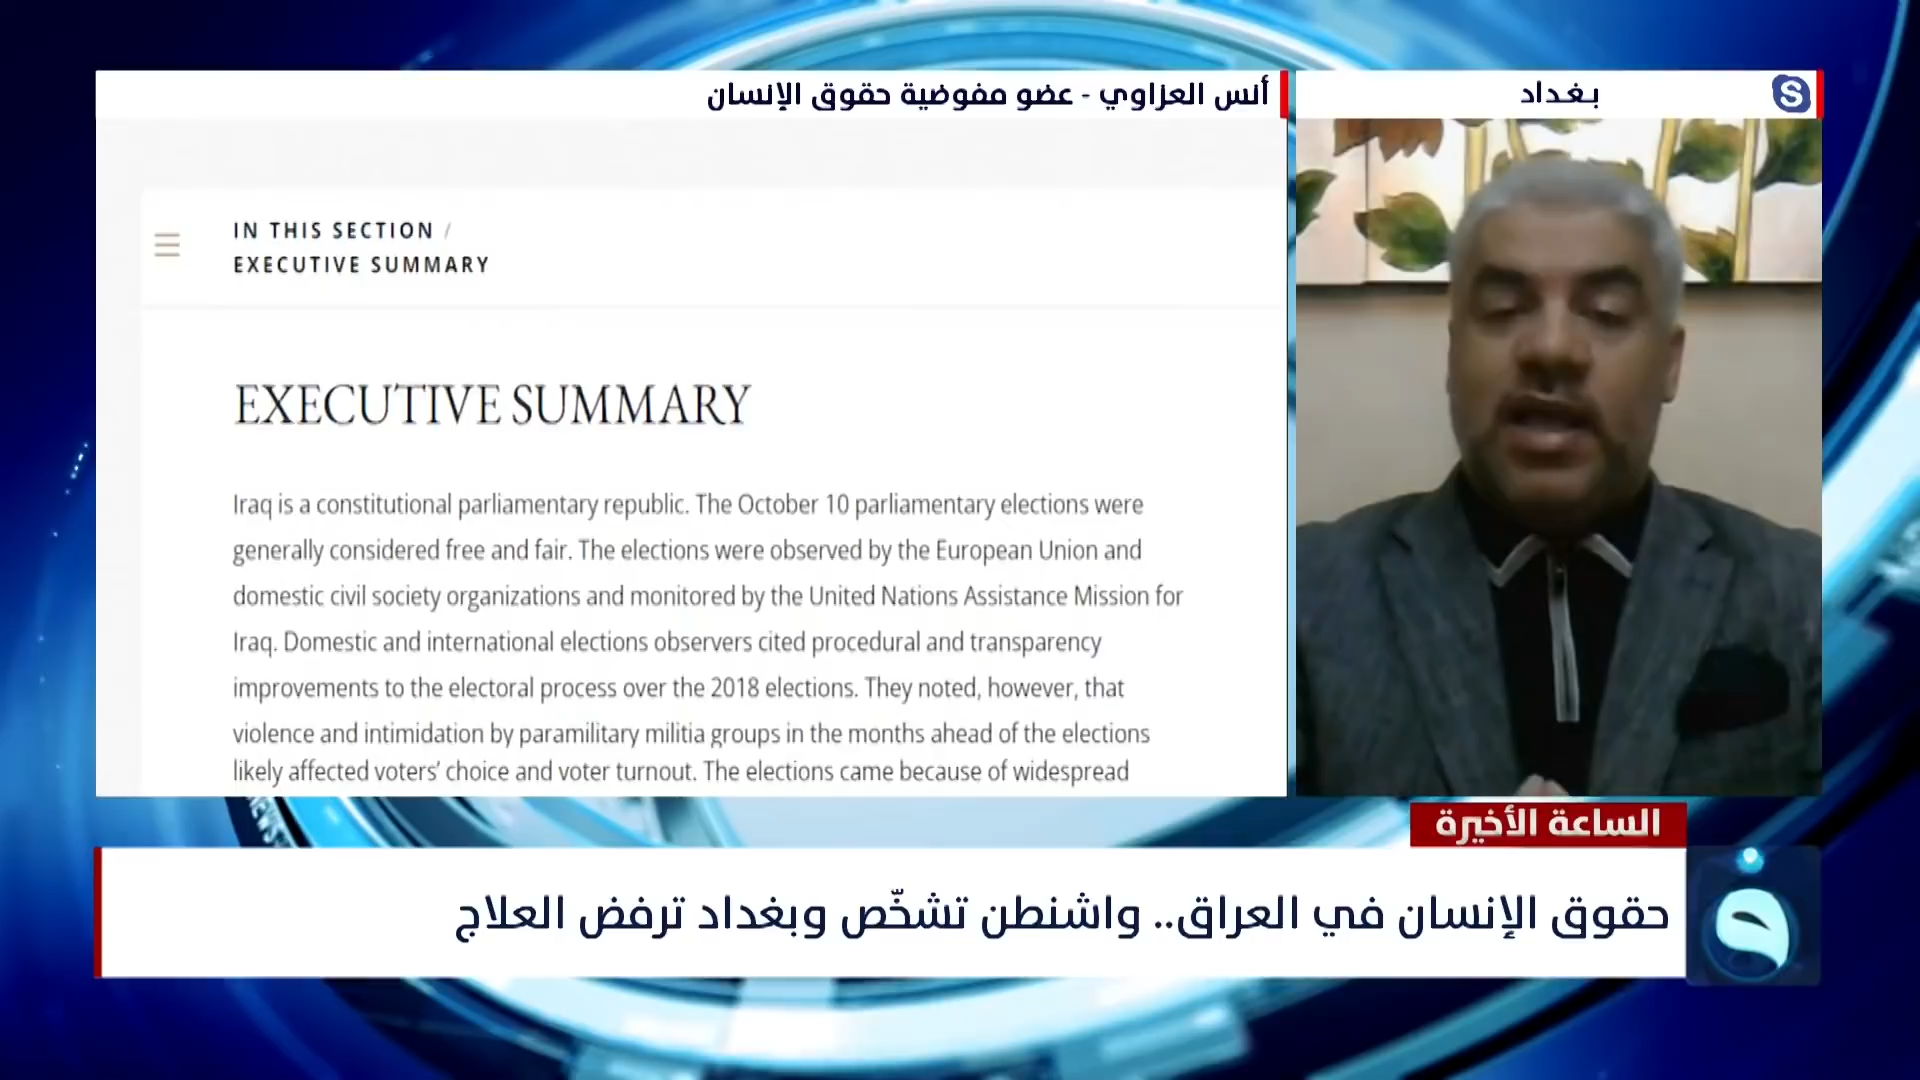 بغداد
أنس العزاوي - عضو مفوضية حقوق الإنسان
IN THIS SECTION /
EXECUTIVE SUMMARY
EXECUTIVE SUMMARY
Iraq is a constitutional parliamentary republic. The October 10 parliamentary elections were
generally considered free and fair. The elections were observed by the European Union and
domestic civil society organizations and monitored by the United Nations Assistance Mission for
Iraq. Domestic and international elections observers cited procedural and transparency
improvements to the electoral process over the 2018 elections. They noted, however, that
violence and intimidation by paramilitary militia groups in the months ahead of the elections
likely affected voters’ choice and voter turnout. The elections came because of widespread
NEWS
الساعة الأخيرة
حقوق الإنسان في العراق.. واشنطن تشخّص وبغداد ترفض العلاج